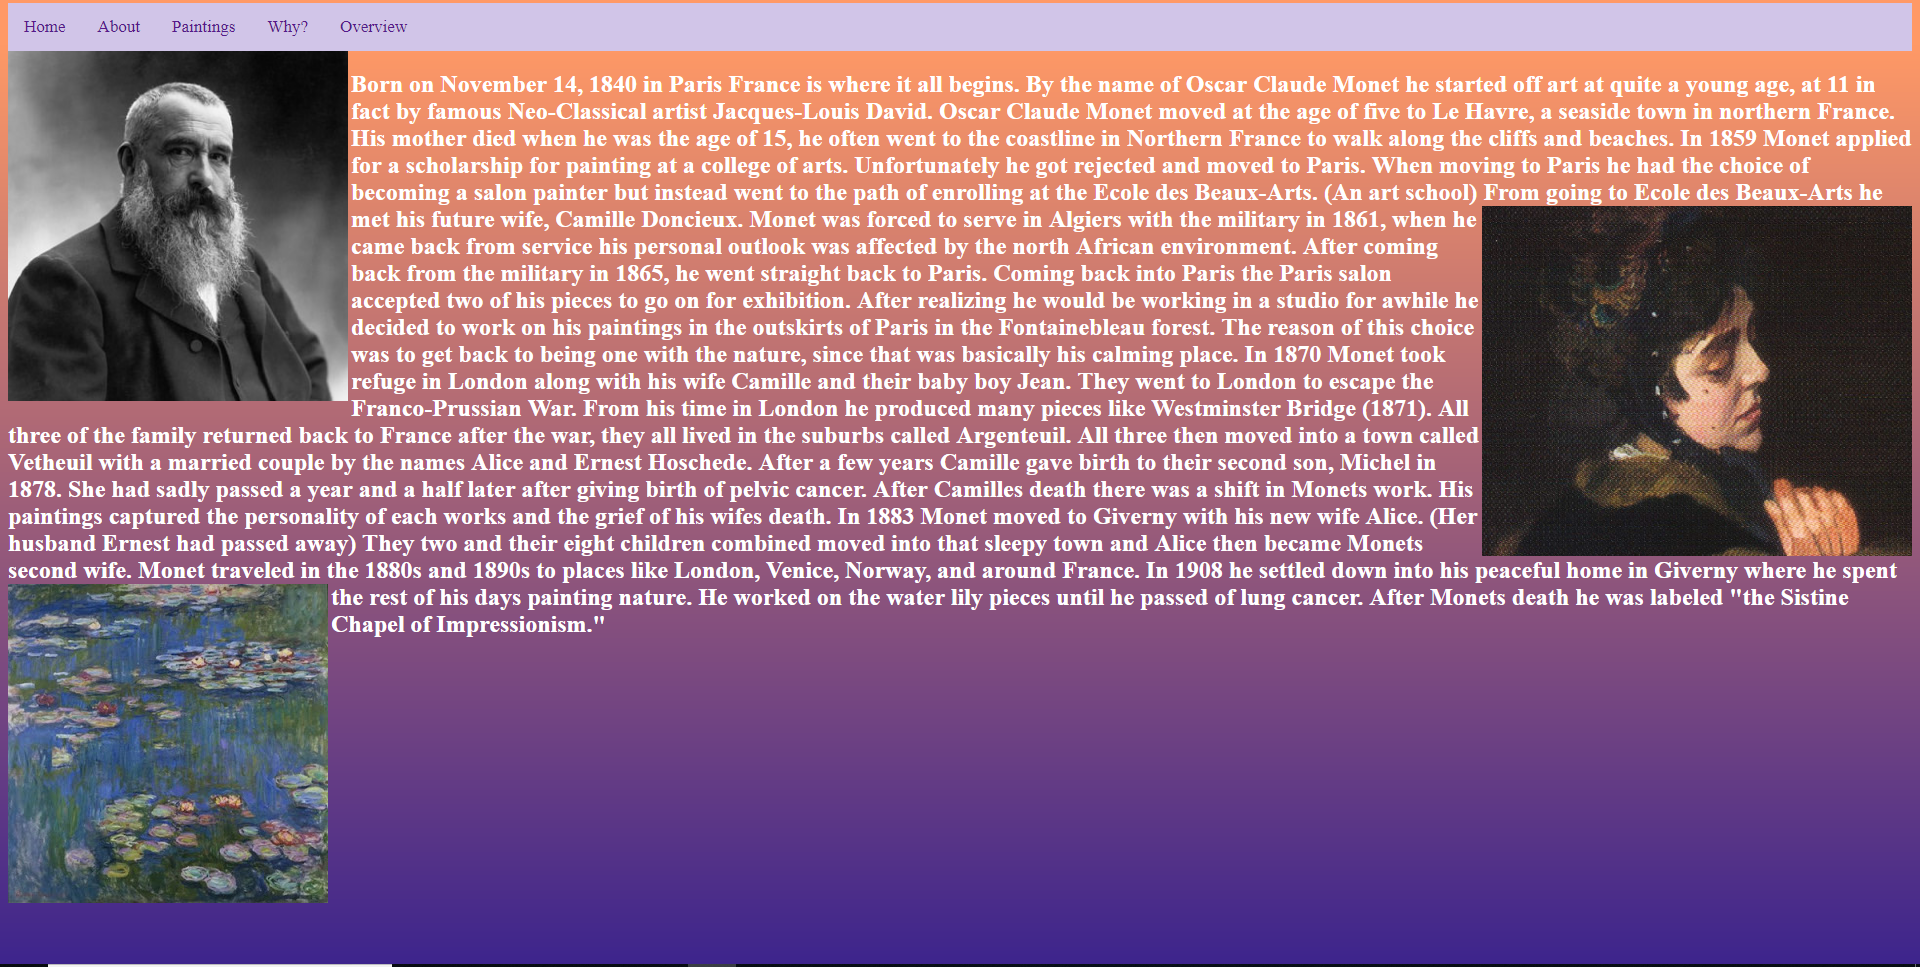 Home About Paintings Why? Overview
Born on November 14, 1840 in Paris France is where it all begins. By the name of Oscar Claude Monet he started off art at quite a young age, at 11 in
fact by famous Neo-Classical artist Jacques-Louis David. Oscar Claude Monet moved at the age of five to Le Havre, a seaside town in northern France.
His mother died when he was the age of 15, he often went to the coastline in Northern France to walk along the cliffs and beaches. In 1859 Monet applied
for a scholarship for painting at a college of arts. Unfortunately he got rejected and moved to Paris. When moving to Paris he had the choice of
becoming a salon painter but instead went to the path of enrolling at the Ecole des Beaux-Arts. (An art school) From going to Ecole des Beaux-Arts he
met his future wife, Camille Doncieux. Monet was forced to serve in Algiers with the military in 1861, when he
came back from service his personal outlook was affected by the north African environment. After coming
back from the military in 1865, he went straight back to Paris. Coming back into Paris the Paris salon
accepted two of his pieces to go on for exhibition. After realizing he would be working in a studio for awhile he
decided to work on his paintings in the outskirts of Paris in the Fontainebleau forest. The reason of this choice
was to get back to being one with the nature, since that was basically his calming place. In 1870 Monet took
refuge in London along with his wife Camille and their baby boy Jean. They went to London to escape the
Franco-Prussian War. From his time in London he produced many pieces like Westminster Bridge (1871). All
three of the family returned back to France after the war, they all lived in the suburbs called Argenteuil. All three then moved into a town called
Vetheuil with a married couple by the names Alice and Ernest Hoschede. After a few years Camille gave birth to their second son, Michel in
1878. She had sadly passed a year and a half later after giving birth of pelvic cancer. After Camilles death there was a shift in Monets work. His
paintings captured the personality of each works and the grief of his wifes death. In 1883 Monet moved to Giverny with his new wife Alice. (Her
husband Ernest had passed away) They two and their eight children combined moved into that sleepy town and Alice then became Monets
second wife. Monet traveled in the 1880s and 1890s to places like London, Venice, Norway, and around France. In 1908 he settled down into his peaceful home in Giverny where he spent
the rest of his days painting nature. He worked on the water lily pieces until he passed of lung cancer. After Monets death he was labeled "the Sistine
Chapel of Impressionism."